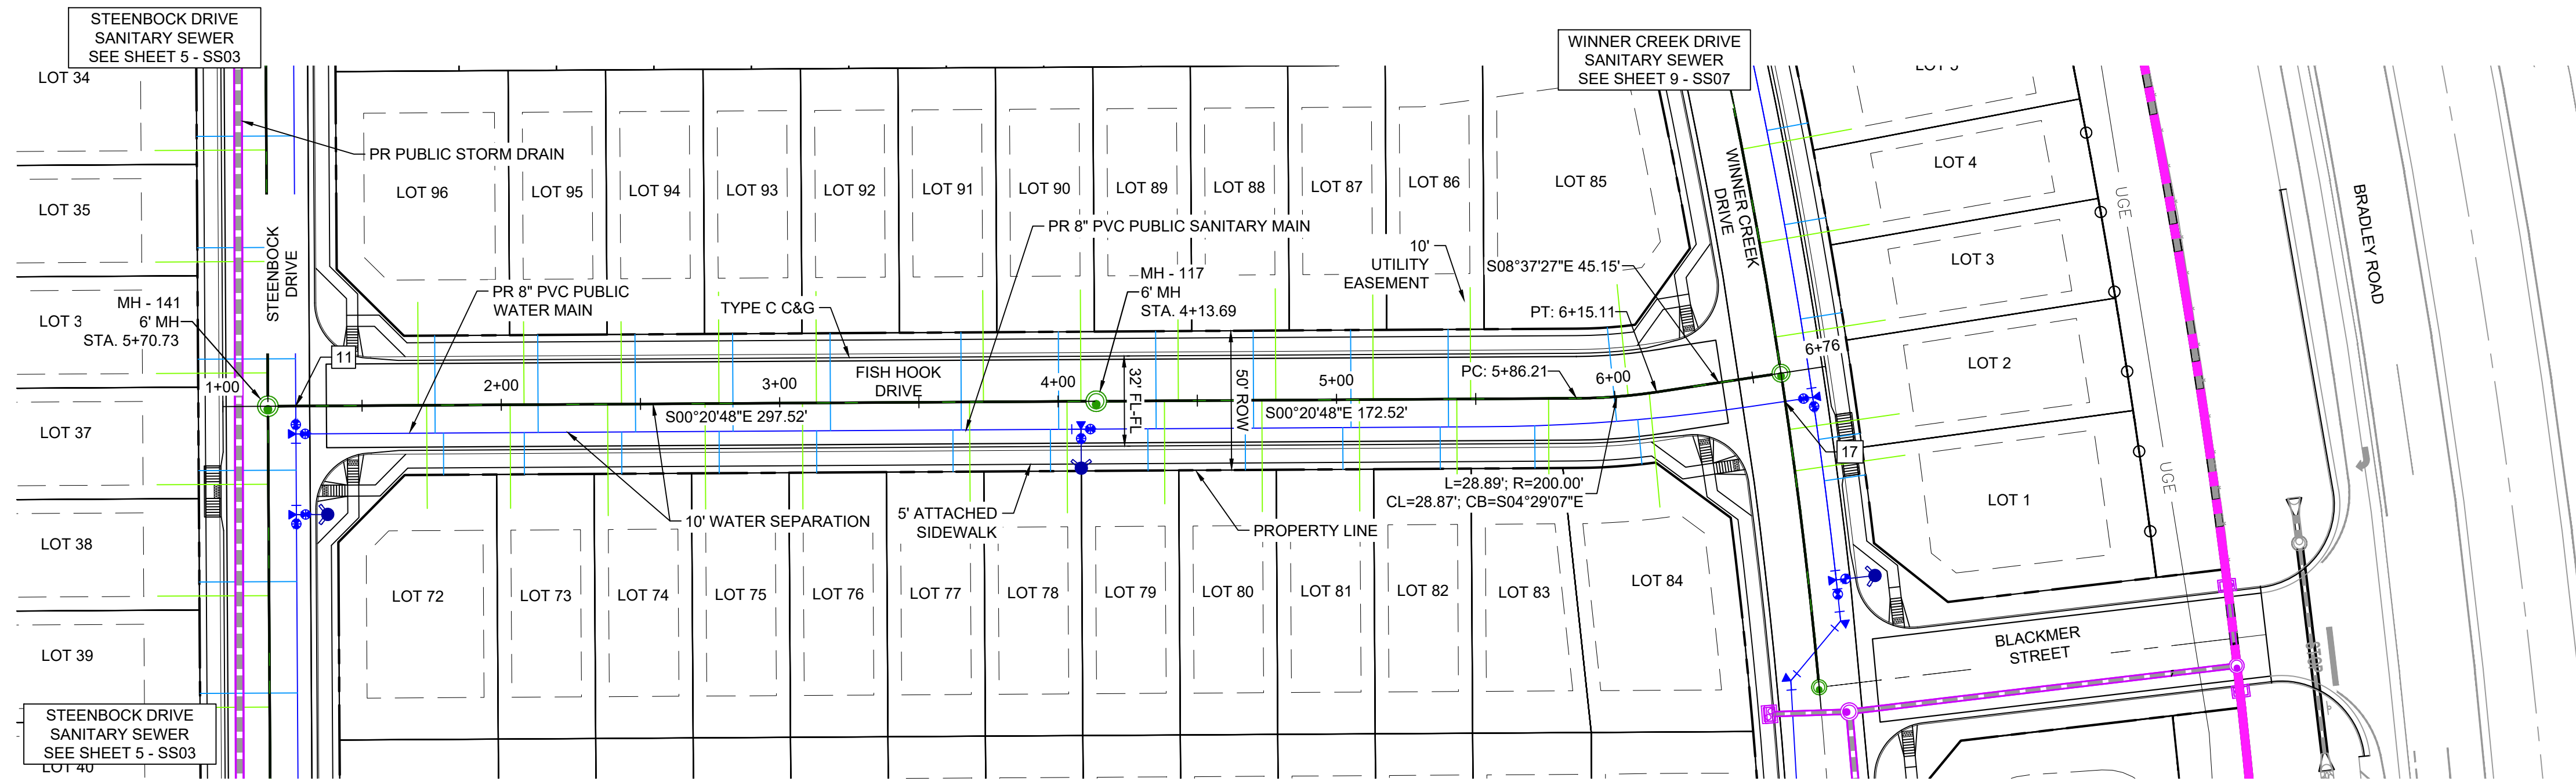 STEENBOCK DRIVE
SANITARY SEWER
SEE SHEET 5 - SS03
WINNER CREEK DRIVE
SANITARY SEWER
SEE SHEET 9 - SS07
LOT 34
LOT 35
LOT 3
LOT 37
LOT 38
LOT 39
LOT 40
STEENBOCK DRIVE
SANITARY SEWER
SEE SHEET 5 - SS03
PR PUBLIC STORM DRAIN
STEENBOCK
DRIVE
MH - 141
6' MH
STA. 5+70.73
11
LOT 96
LOT 95
LOT 94
LOT 93
LOT 92
LOT 91
LOT 90
LOT 89
LOT 88
LOT 87
LOT 86
LOT 85
PR 8" PVC PUBLIC SANITARY MAIN
PR 8" PVC PUBLIC
WATER MAIN
TYPE C C&G
MH - 117
6' MH
STA. 4+13.69
10'
UTILITY
EASEMENT
S08°37'27"E 45.15'
PT: 6+15.11
PC: 5+86.21
1+00
2+00
3+00
4+00
5+00
6+00
6+76
FISH HOOK
DRIVE
32' FL-FL
50' ROW
S00°20'48"E 297.52'
S00°20'48"E 172.52'
L=28.89'; R=200.00'
CL=28.87'; CB=S04°29'07"E
10' WATER SEPARATION
5' ATTACHED
SIDEWALK
PROPERTY LINE
17
LOT 72
LOT 73
LOT 74
LOT 75
LOT 76
LOT 77
LOT 78
LOT 79
LOT 80
LOT 81
LOT 82
LOT 83
LOT 84
WINNER CREEK
DRIVE
LOT 4
LOT 3
LOT 2
LOT 1
UGE
UGE
BRADLEY ROAD
BLACKMER
STREET